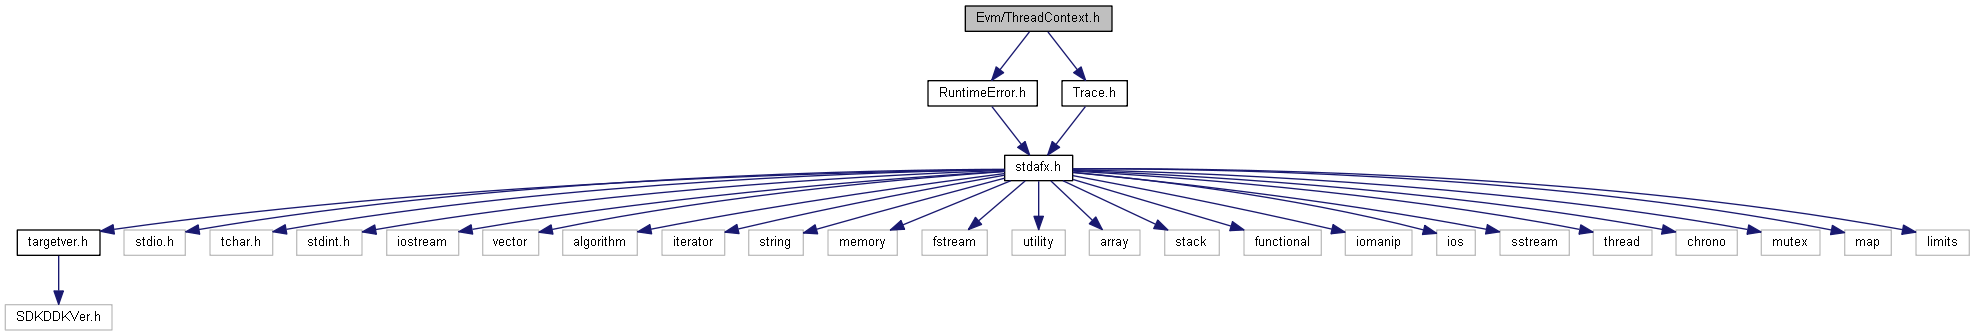 Evm/ThreadContext.h
RuntimeError.h
Trace.h
stdafx.h
targetver.h
stdio.h
tchar.h
stdint.h
iostream
vector
algorithm
iterator
string
memory
fstream
utility
array
stack
functional
iomanip
ios
sstream
thread
chrono
mutex
map
limits
SDKDDKVer.h